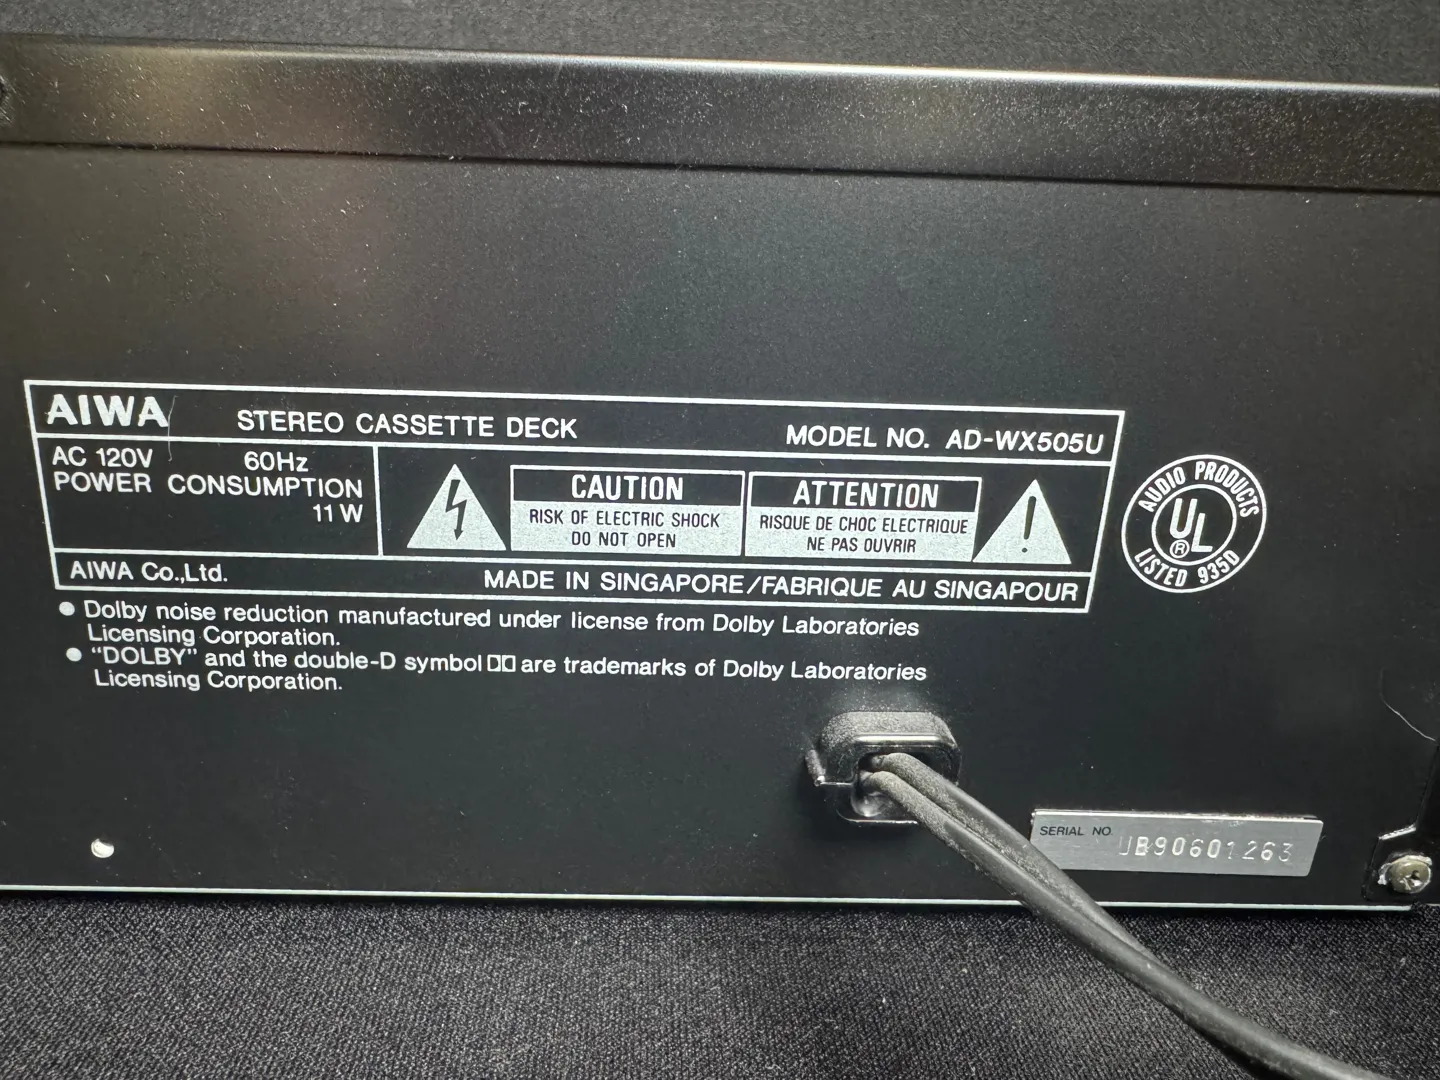 AIWA STEREO CASSETTE DECK MODEL NO. AD-WX505U
AC 120V 60Hz
POWER CONSUMPTION
11 W
CAUTION
RISK OF ELECTRIC SHOCK
DO NOT OPEN
ATTENTION
RISQUE DE CHOC ELECTRIQUE
NE PAS OUVRIR
AIWA Co.,Ltd. MADE IN SINGAPORE/FABRIQUE AU SINGAPOUR
AUDIO PRODUCTS
UL
®
LISTED 935D
● Dolby noise reduction manufactured under license from Dolby Laboratories
Licensing Corporation.
● "DOLBY" and the double-D symbol are trademarks of Dolby Laboratories
Licensing Corporation.
SERIAL NO. UB90601263